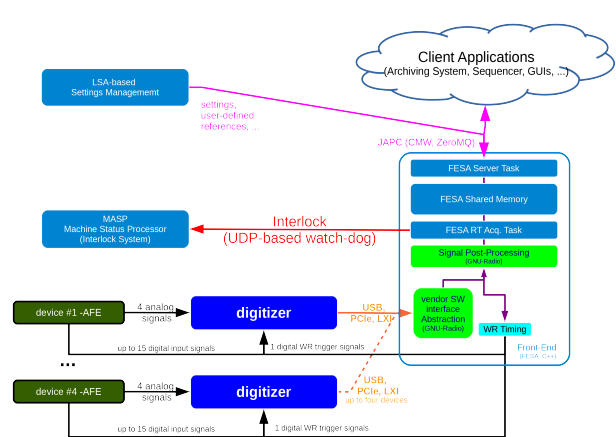 Client Applications
(Archiving System, Sequencer, GUIs, ...)
LSA-based
Settings Managememt
settings,
user-defined
references, ...
JAPC (CMW, ZeroMQ)
FESA Server Task
FESA Shared Memory
FESA RT Acq. Task
Signal Post-Processing
(GNU-Radio)
MASP
Machine Status Processor
(Interlock System)
Interlock
(UDP-based watch-dog)
vendor SW
interface
Abstraction
(GNU-Radio)
WR Timing
Front-End
(FESA, C++)
device #1 -AFE
4 analog
signals
digitizer
USB,
PCIe, LXI
up to 15 digital input signals
1 digital WR trigger signals
...
device #4 -AFE
4 analog
signals
digitizer
USB,
PCIe, LXI
up to four devices
up to 15 digital input signals
1 digital WR trigger signals